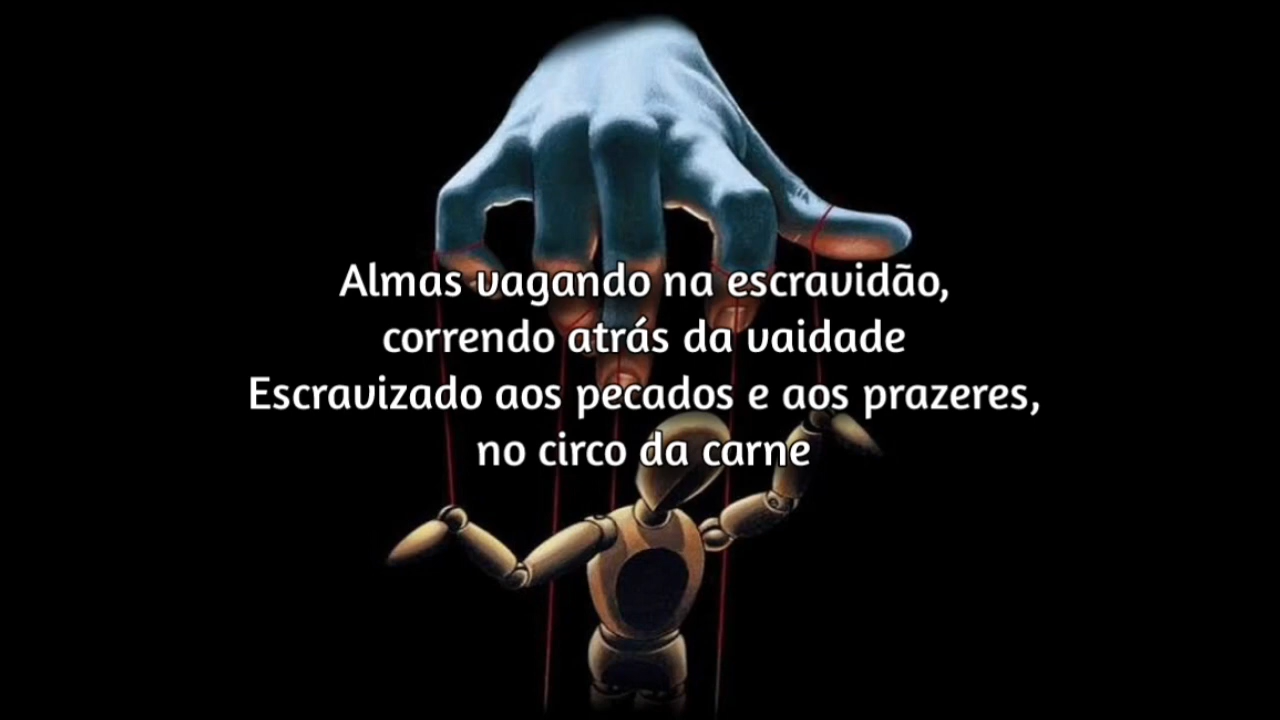 Almas vagando na escravidão,
correndo atrás da vaidade
Escravizado aos pecados e aos prazeres,
no circo da carne